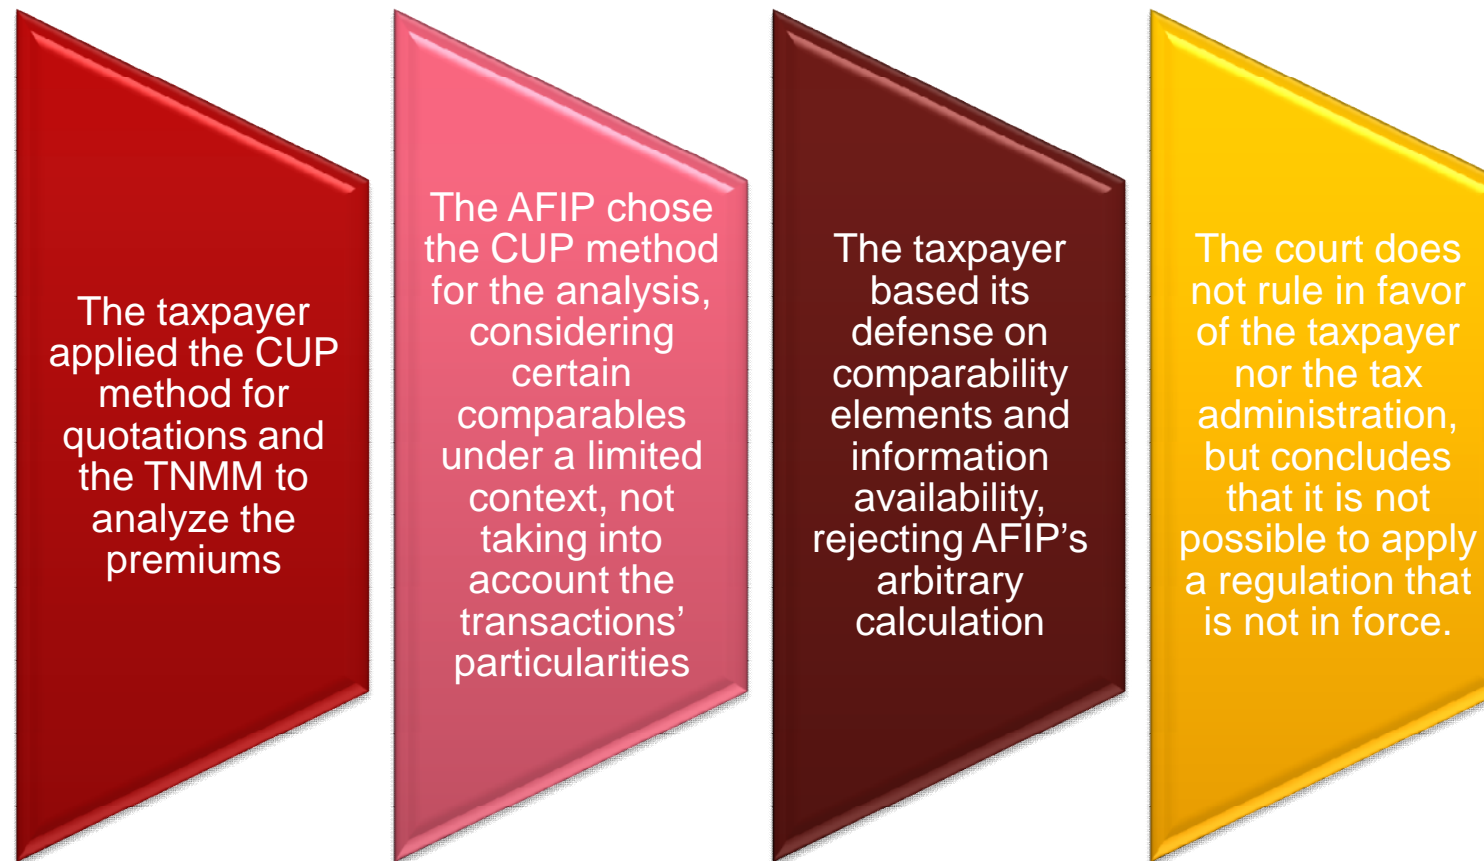 The taxpayer
applied the CUP
method for
quotations and
the TNMM to
analyze the
premiums
The AFIP chose
the CUP method
for the analysis,
considering
certain
comparables
under a limited
context, not
taking into
account the
transactions’
particularities
The taxpayer
based its
defense on
comparability
elements and
information
availability,
rejecting AFIP’s
arbitrary
calculation
The court does
not rule in favor
of the taxpayer
nor the tax
administration,
but concludes
that it is not
possible to apply
a regulation that
is not in force.